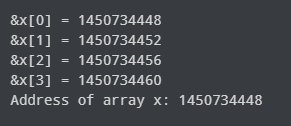 &x[0] = 1450734448
&x[1] = 1450734452
&x[2] = 1450734456
&x[3] = 1450734460
Address of array x: 1450734448